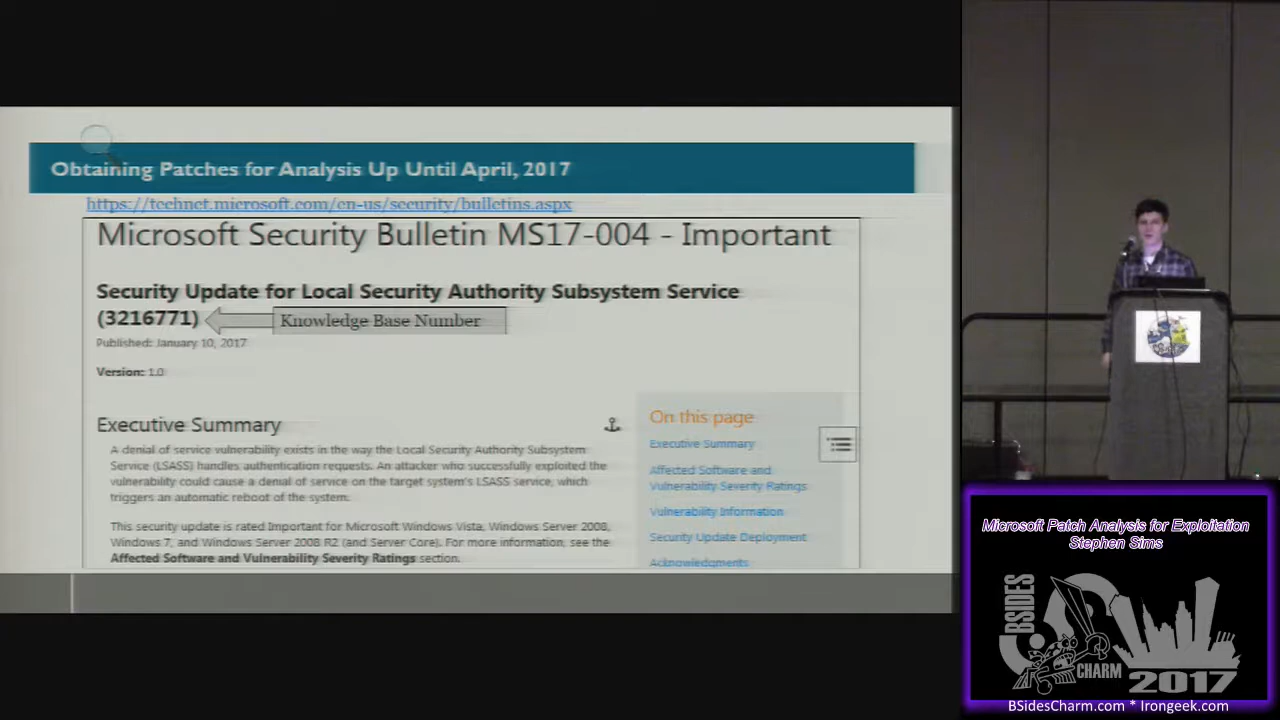 Obtaining Patches for Analysis Up Until April, 2017
https://technet.microsoft.com/en-us/security/bulletins.aspx
Microsoft Security Bulletin MS17-004 - Important
Security Update for Local Security Authority Subsystem Service
(3216771)
Knowledge Base Number
Published: January 10, 2017
Version: 1.0
Executive Summary
A denial of service vulnerability exists in the way the Local Security Authority Subsystem
Service (LSASS) handles authentication requests. An attacker who successfully exploited the
vulnerability could cause a denial of service on the target system's LSASS service, which
triggers an automatic reboot of the system.
This security update is rated Important for Microsoft Windows Vista, Windows Server 2008,
Windows 7, and Windows Server 2008 R2 (and Server Core). For more information, see the
Affected Software and Vulnerability Severity Ratings section.
On this page
Executive Summary
Affected Software and
Vulnerability Severity Ratings
Vulnerability Information
Security Update Deployment
Acknowledgments
Microsoft Patch Analysis for Exploitation
Stephen Sims
BSIDES
CHARM
2017
BSidesCharm.com * Irongeek.com